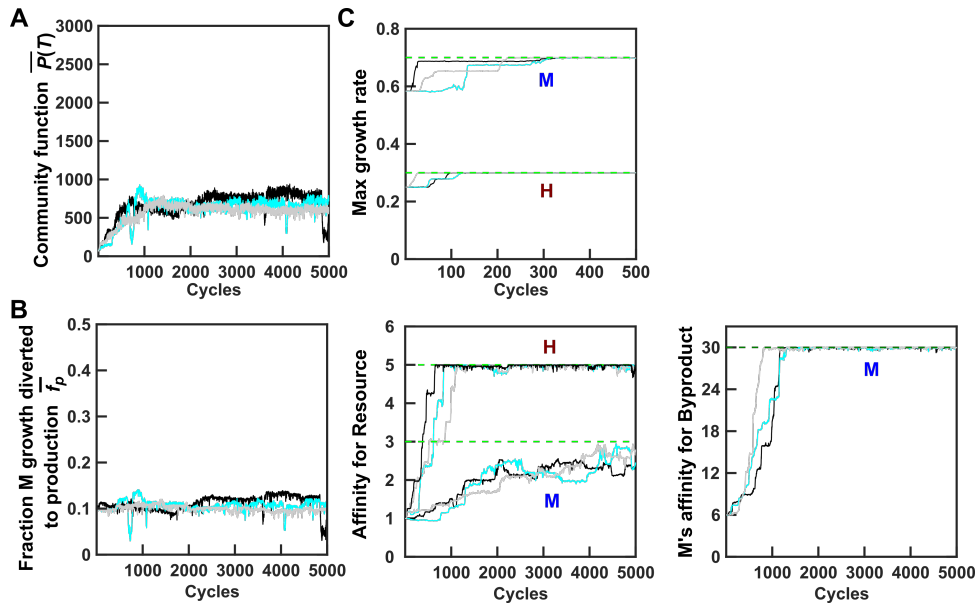 A
Community function P(T)
3000
2500
2000
1500
1000
500
0
1000 2000 3000 4000 5000
Cycles
C
Max growth rate
0.8
0.6
0.4
0.2
0
M
H
100 200 300 400 500
Cycles
B
Fraction M growth diverted
to production fp
0.5
0.4
0.3
0.2
0.1
0
1000 2000 3000 4000 5000
Cycles
Affinity for Resource
6
5
4
3
2
1
0
H
M
1000 2000 3000 4000 5000
Cycles
M's affinity for Byproduct
30
24
18
12
6
0
M
1000 2000 3000 4000 5000
Cycles